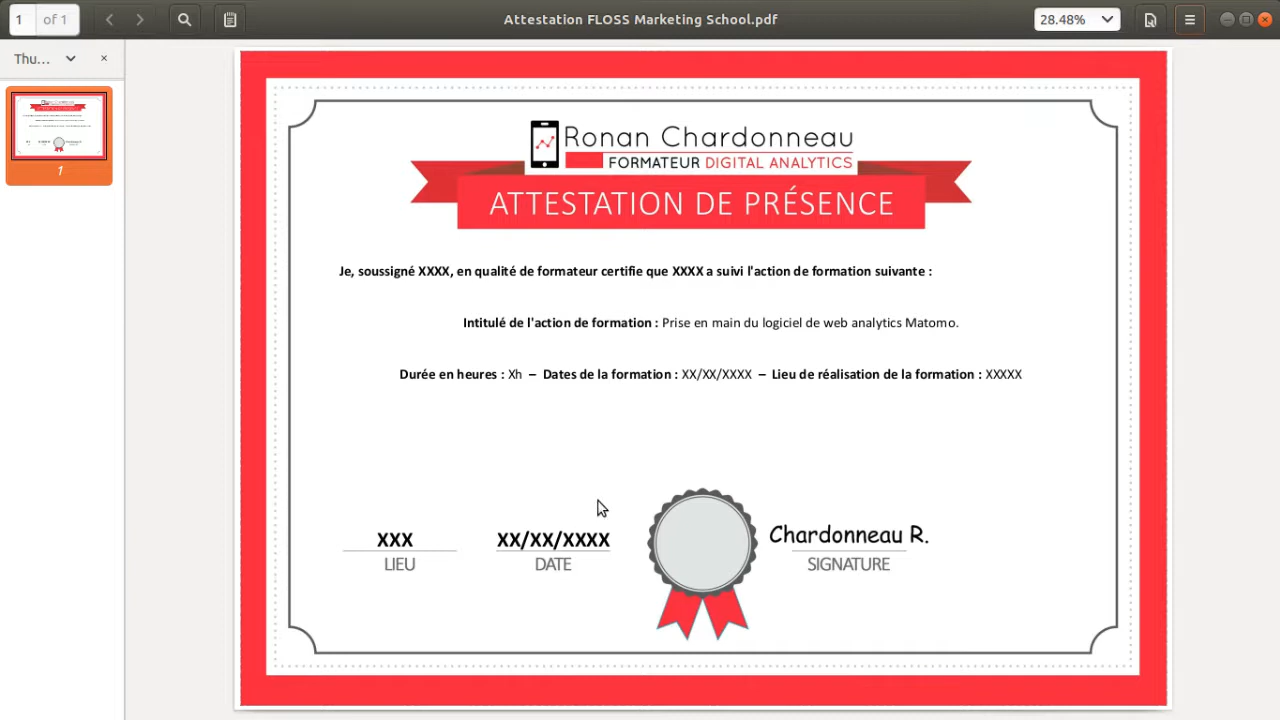 1 of 1
Attestation FLOSS Marketing School.pdf
28.48%
Thu...
1
Ronan Chardonneau
FORMATEUR DIGITAL ANALYTICS
ATTESTATION DE PRÉSENCE
Je, soussigné XXXX, en qualité de formateur certifie que XXXX a suivi l'action de formation suivante :
Intitulé de l'action de formation : Prise en main du logiciel de web analytics Matomo.
Durée en heures : Xh – Dates de la formation : XX/XX/XXXX – Lieu de réalisation de la formation : XXXXX
XXX
LIEU
XX/XX/XXXX
DATE
Chardonneau R.
SIGNATURE